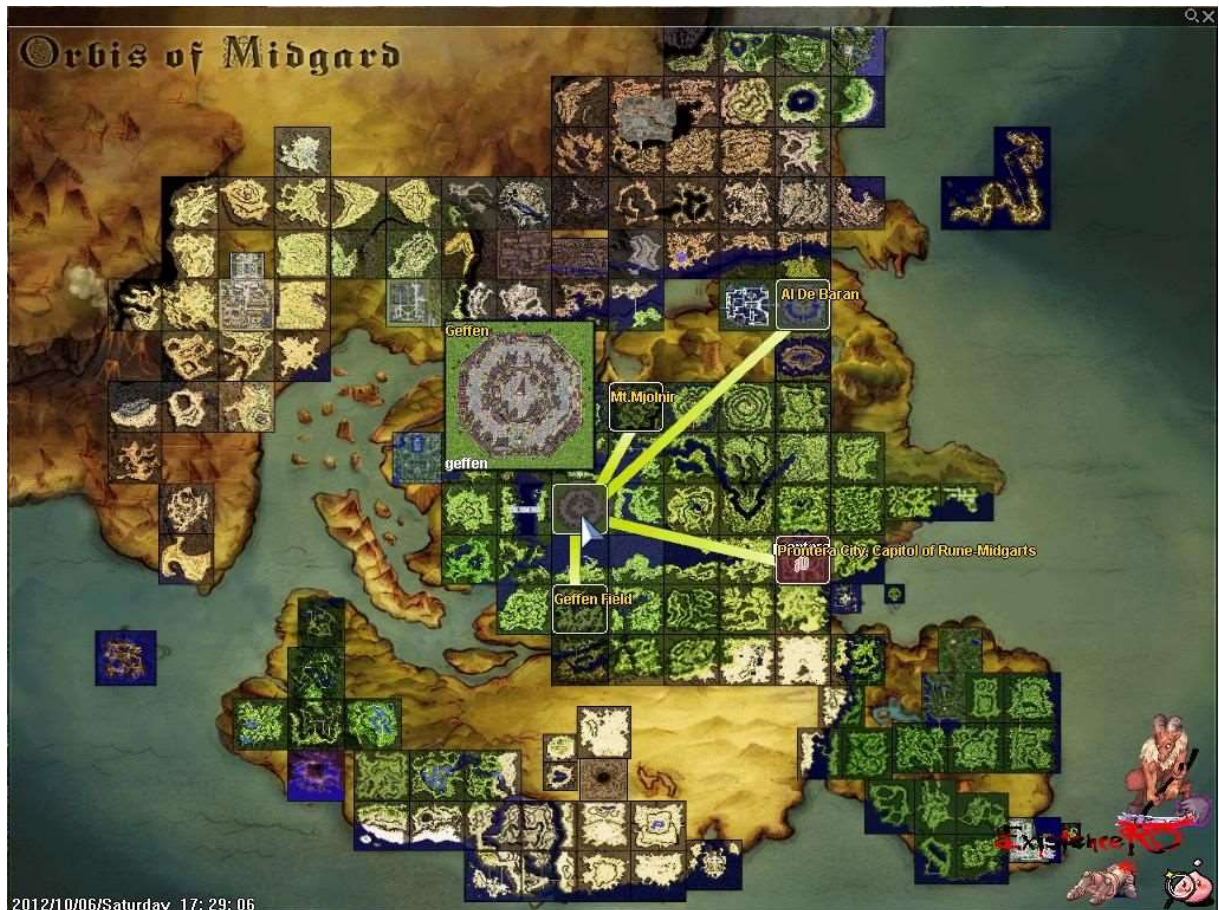 Orbis of Midgard
Al De Baran
Geffen
Mt.Mjolnir
geffen
Prontera City, Capitol of Rune-Midgarts
Geffen Field
RO
2012/10/06/Saturday 17:29:06